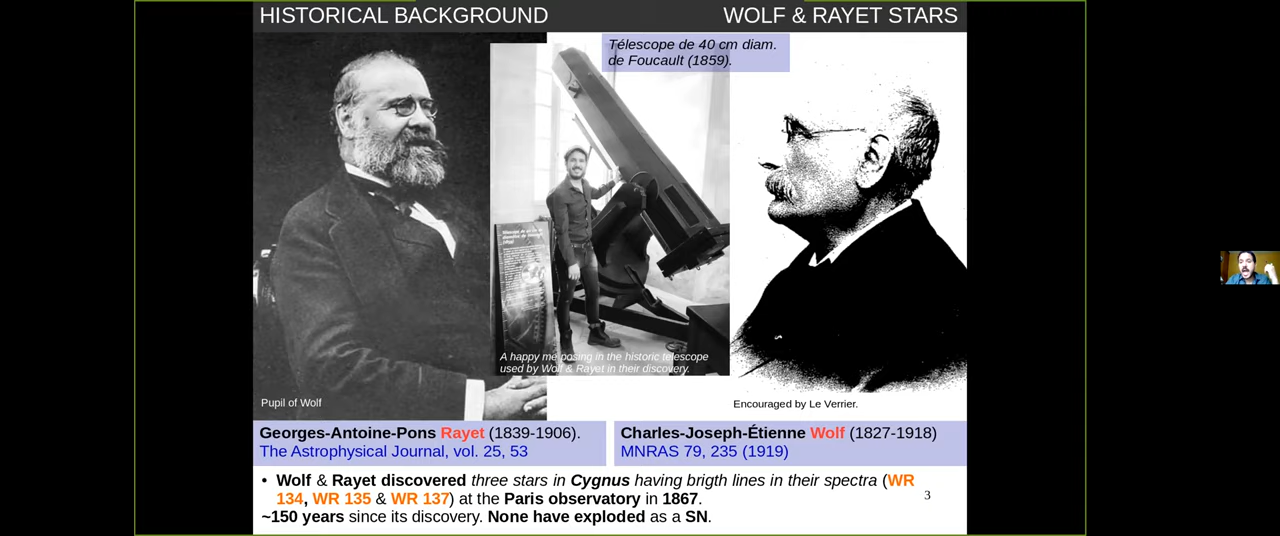 HISTORICAL BACKGROUND
WOLF & RAYET STARS
Télescope de 40 cm diam.
de Foucault (1859).
A happy me posing in the historic telescope
used by Wolf & Rayet in their discovery.
Pupil of Wolf
Encouraged by Le Verrier.
Georges-Antoine-Pons Rayet (1839-1906).
The Astrophysical Journal, vol. 25, 53
Charles-Joseph-Étienne Wolf (1827-1918)
MNRAS 79, 235 (1919)
• Wolf & Rayet discovered three stars in Cygnus having brigth lines in their spectra (WR
134, WR 135 & WR 137) at the Paris observatory in 1867.
~150 years since its discovery. None have exploded as a SN.
3